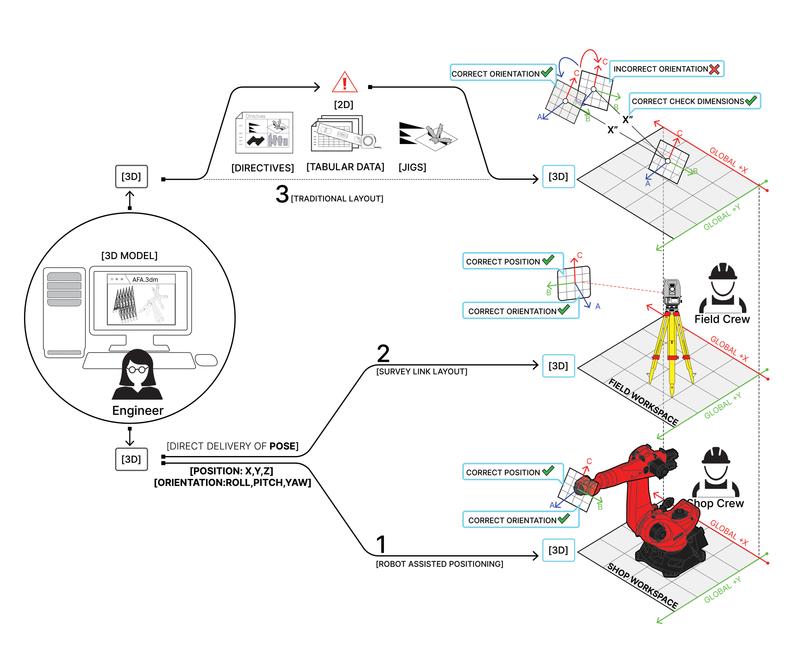 CORRECT ORIENTATION
C
C
INCORRECT ORIENTATION
[2D]
CORRECT CHECK DIMENSIONS
A
B
B
X"
X"
C
GLOBAL +X
Directives
[DIRECTIVES]
[TABULAR DATA]
[JIGS]
[3D]
[3D]
A
B
3 [TRADITIONAL LAYOUT]
GLOBAL +Y
[3D MODEL]
AFA.3dm
CORRECT POSITION
C
B
A
CORRECT ORIENTATION
Field Crew
GLOBAL +X
2
[SURVEY LINK LAYOUT]
[3D]
FIELD WORKSPACE
GLOBAL +Y
Engineer
[3D]
[DIRECT DELIVERY OF POSE]
[POSITION: X,Y,Z]
[ORIENTATION:ROLL,PITCH,YAW]
CORRECT POSITION
C
A
B
CORRECT ORIENTATION
Shop Crew
GLOBAL +X
1
[ROBOT ASSISTED POSITIONING]
[3D]
SHOP WORKSPACE
GLOBAL +Y